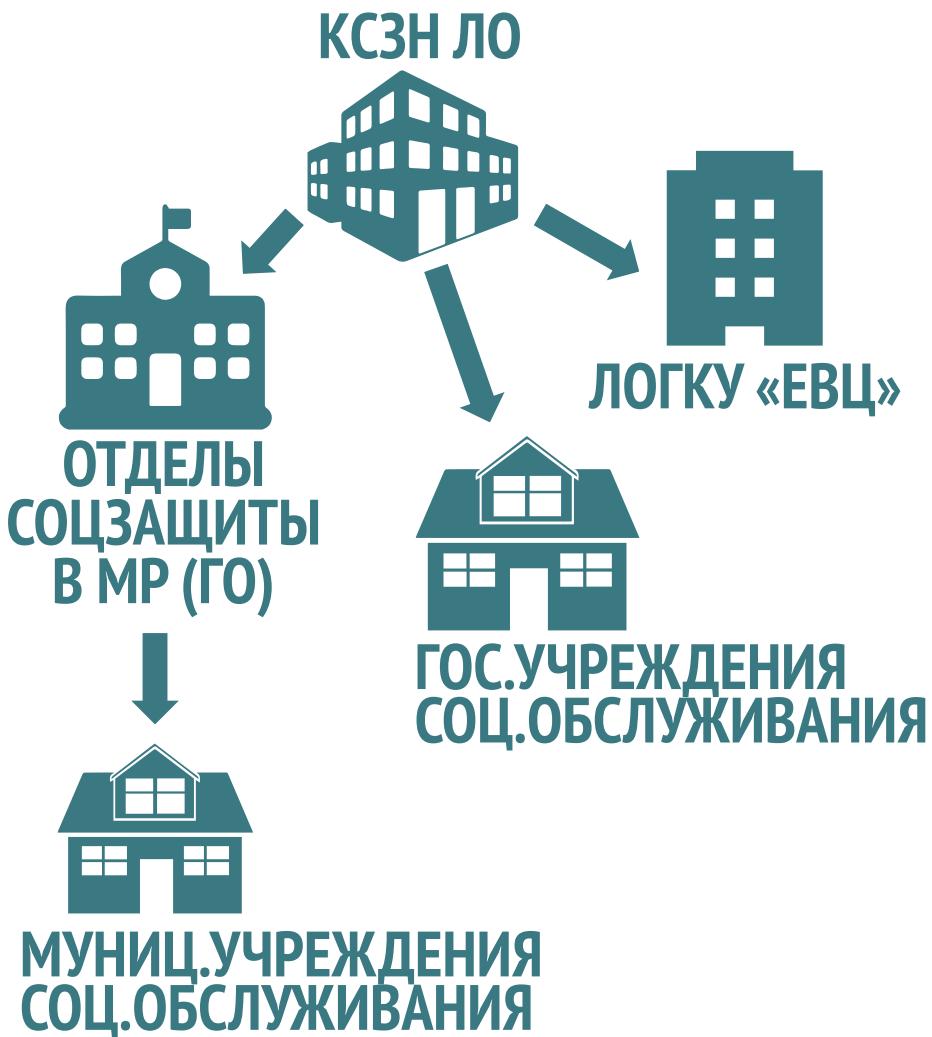 КСЗН ЛО
ЛОГКУ «ЕВЦ»
ОТДЕЛЫ
СОЦЗАЩИТЫ
В МР (ГО)
ГОС.УЧРЕЖДЕНИЯ
СОЦ.ОБСЛУЖИВАНИЯ
МУНИЦ.УЧРЕЖДЕНИЯ
СОЦ.ОБСЛУЖИВАНИЯ